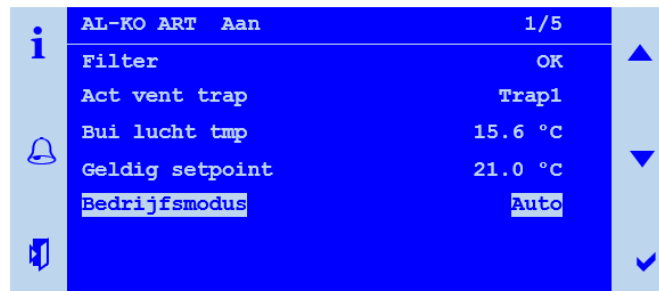 AL-KO ART Aan 1/5
Filter OK
Act vent trap Trap1
Bui lucht tmp 15.6 °C
Geldig setpoint 21.0 °C
Bedrijfsmodus Auto